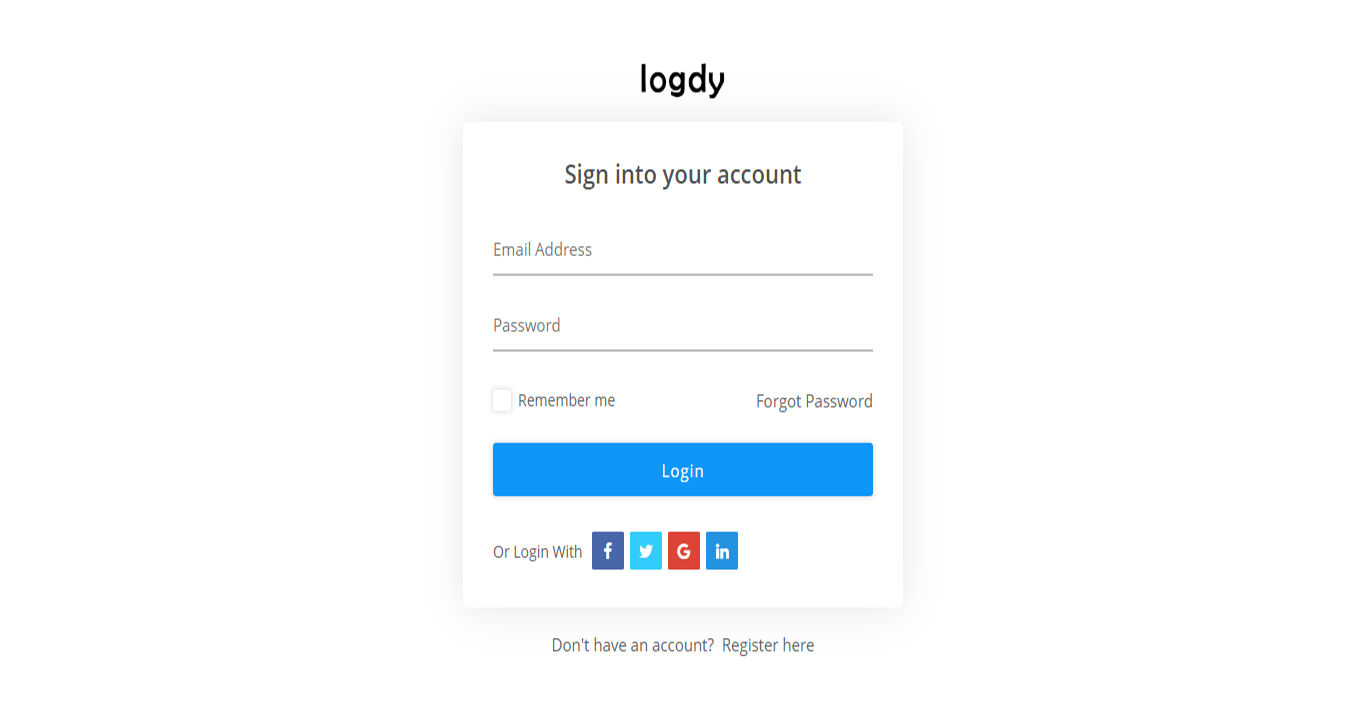 logdy
Sign into your account
Email Address
Password
Remember me Forgot Password
Login
Or Login With f G in
Don't have an account? Register here